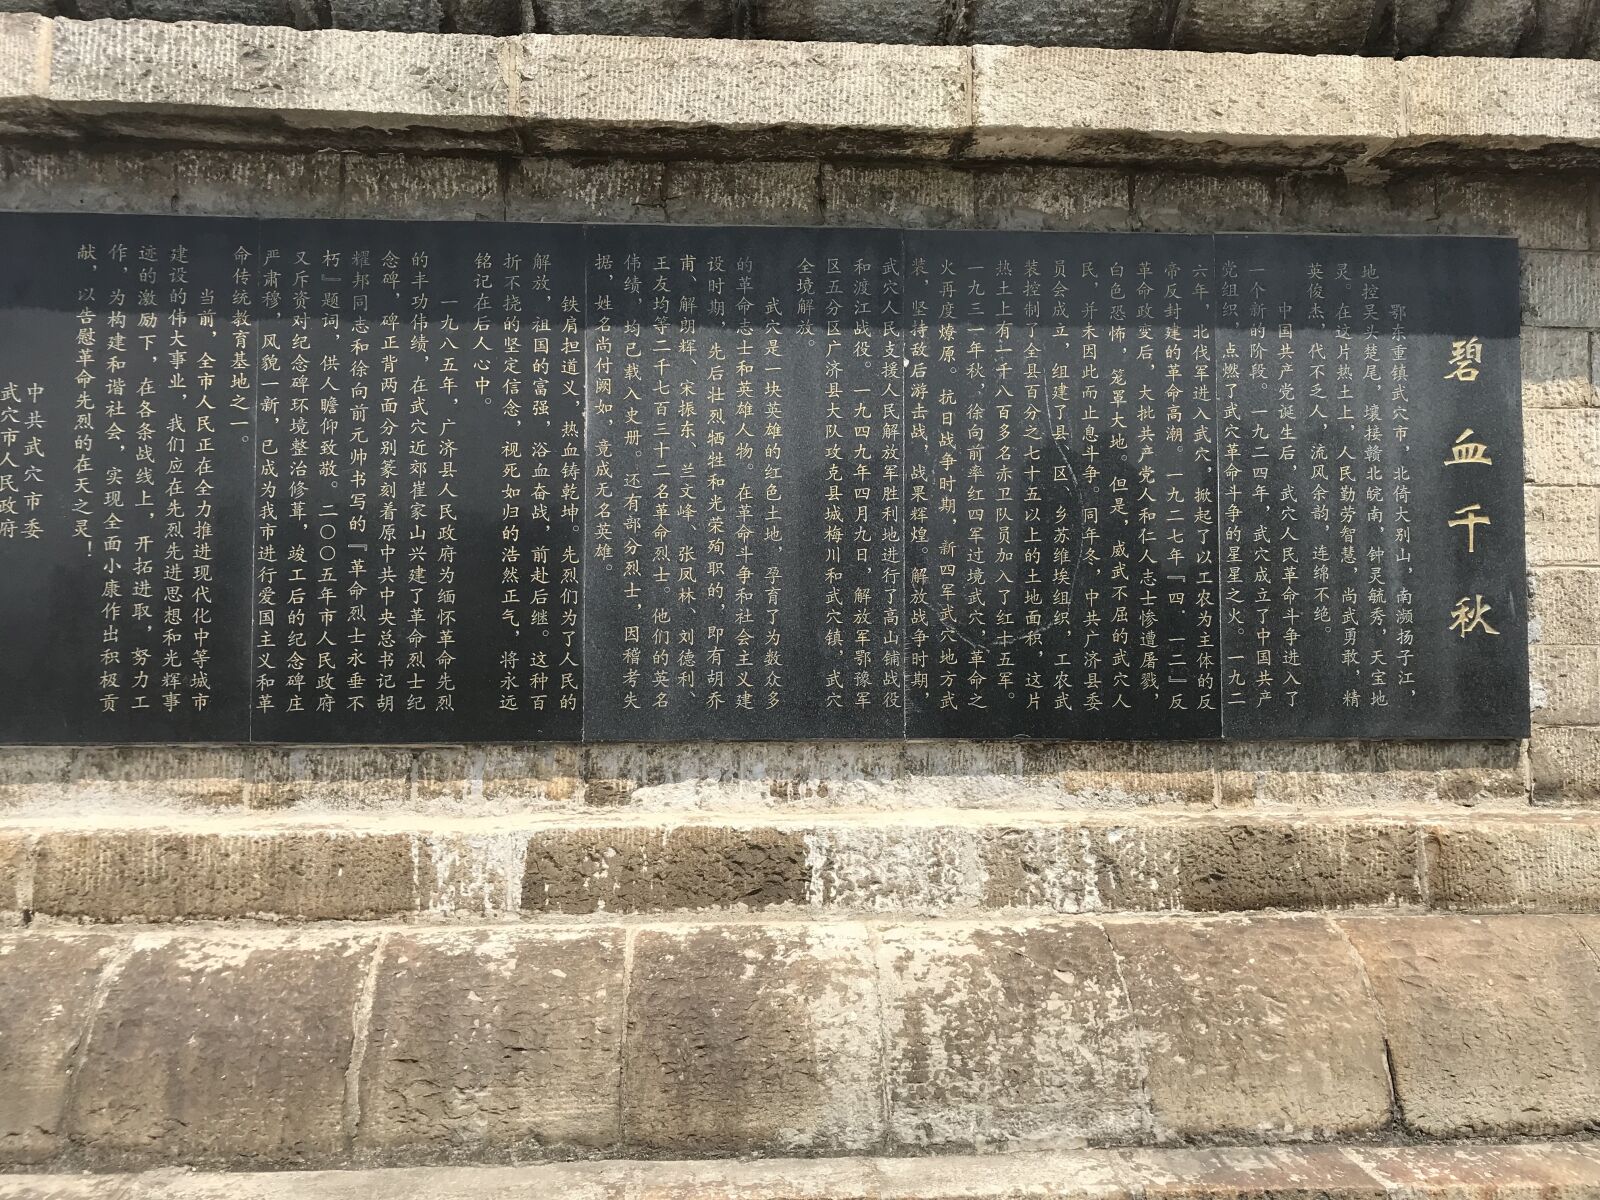 碧血千秋
鄂东重镇武穴市，北倚大别山，南濒扬子江，
地控吴头楚尾，壤接赣北皖南，钟灵毓秀，天宝地
灵。在这片热土上，人民勤劳智慧，尚武勇敢，精
英俊杰，代不乏人，流风余韵，连绵不绝。
中国共产党诞生后，武穴人民革命斗争进入了
一个新的阶段。一九二四年，武穴成立了中国共产
党组织，点燃了武穴革命斗争的星星之火。一九二
六年，北伐军进入武穴，掀起了以工农为主体的反
帝反封建的革命高潮。一九二七年『四．一二』反
革命政变后，大批共产党人和仁人志士惨遭屠戮，
白色恐怖，笼罩大地。但是，威武不屈的武穴人
民，并未因此而止息斗争。同年冬，中共广济县委
员会成立，组建了县、区、乡苏维埃组织，工农武
装控制了全县百分之七十五以上的土地面积，这片
热土上有一千八百多名赤卫队员加入了红十五军。
一九三一年秋，徐向前率红四军过境武穴，革命之
火再度燎原。抗日战争时期，新四军武穴地方武
装，坚持敌后游击战，战果辉煌。解放战争时期，
武穴人民支援人民解放军胜利地进行了高山铺战役
和渡江战役。一九四九年四月九日，解放军鄂豫军
区五分区广济县大队攻克县城梅川和武穴镇，武穴
全境解放。
武穴是一块英雄的红色土地，孕育了为数众多
的革命志士和英雄人物。在革命斗争和社会主义建
设时期，先后壮烈牺牲和光荣殉职的，即有胡乔
甫、解朗辉、宋振东、兰文峰、张凤林、刘德利、
王友均等二千七百三十二名革命烈士。他们的英名
伟绩，均已载入史册。还有部分烈士，因稽考失
据，姓名尚付阙如，竟成无名英雄。
铁肩担道义，热血铸乾坤。先烈们为了人民的
解放，祖国的富强，浴血奋战，前赴后继。这种百
折不挠的坚定信念，视死如归的浩然正气，将永远
铭记在后人心中。
一九八五年，广济县人民政府为缅怀革命先烈
的丰功伟绩，在武穴近郊崔家山兴建了革命烈士纪
念碑，碑正背两面分别篆刻着原中共中央总书记胡
耀邦同志和徐向前元帅书写的『革命烈士永垂不
朽』题词，供人瞻仰致敬。二〇〇五年市人民政府
又斥资对纪念碑环境整治修葺，竣工后的纪念碑庄
严肃穆，风貌一新，已成为我市进行爱国主义和革
命传统教育基地之一。
当前，全市人民正在全力推进现代化中等城市
建设的伟大事业，我们应在先烈先进思想和光辉事
迹的激励下，在各条战线上，开拓进取，努力工
作，为构建和谐社会，实现全面小康作出积极贡
献，以告慰革命先烈的在天之灵！
中共武穴市委
武穴市人民政府